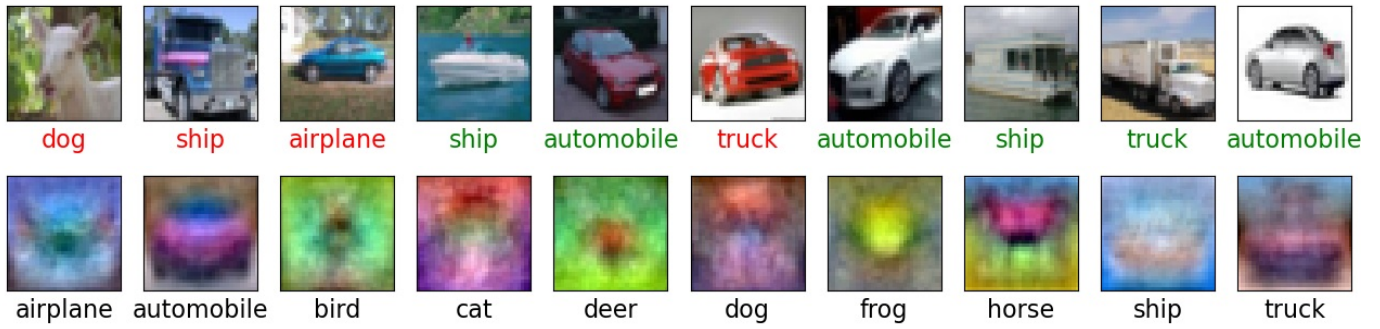 dog ship airplane ship automobile truck automobile ship truck automobile
airplane automobile bird cat deer dog frog horse ship truck